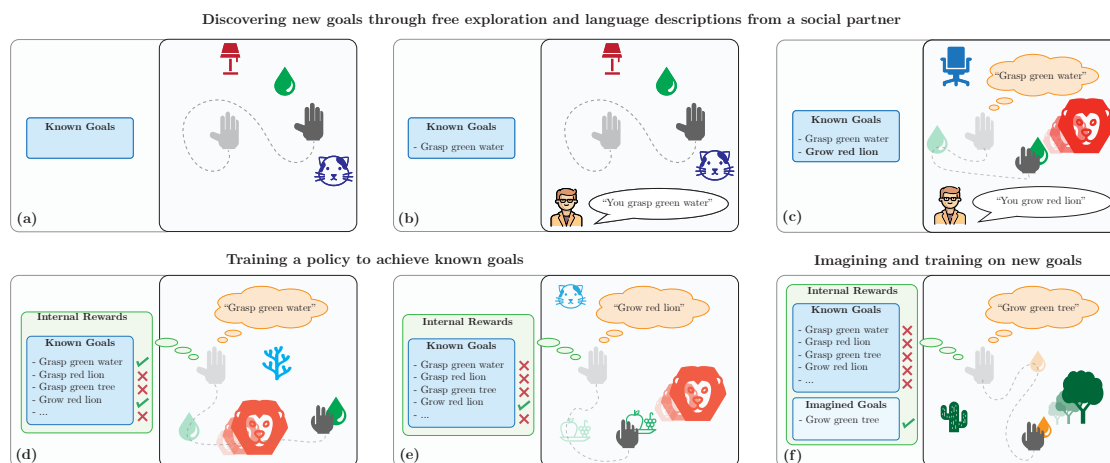 Discovering new goals through free exploration and language descriptions from a social partner
Known Goals
(a)
Known Goals
- Grasp green water
"You grasp green water"
(b)
"Grasp green water"
Known Goals
- Grasp green water
- Grow red lion
"You grow red lion"
(c)
Training a policy to achieve known goals
Imagining and training on new goals
"Grasp green water"
Internal Rewards
Known Goals
- Grasp green water
- Grasp red lion
- Grasp green tree
- Grow red lion
- ...
(d)
"Grow red lion"
Internal Rewards
Known Goals
- Grasp green water
- Grasp red lion
- Grasp green tree
- Grow red lion
- ...
(e)
Internal Rewards
"Grow green tree"
Known Goals
- Grasp green water
- Grasp red lion
- Grasp green tree
- Grow red lion
- ...
Imagined Goals
- Grow green tree
(f)